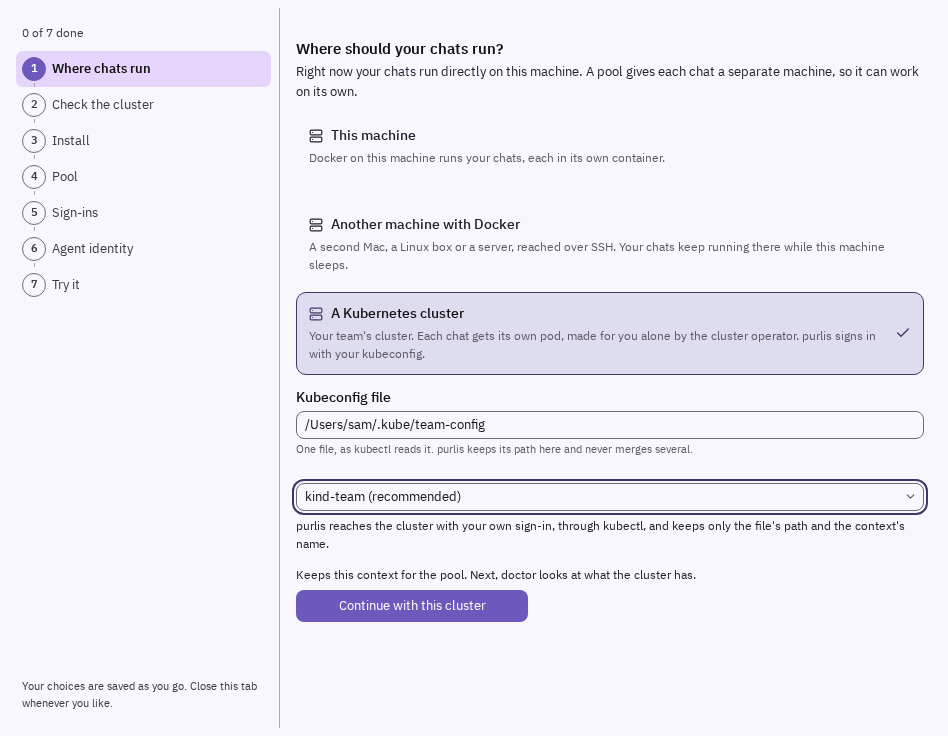 0 of 7 done
1 Where chats run
2 Check the cluster
3 Install
4 Pool
5 Sign-ins
6 Agent identity
7 Try it
Your choices are saved as you go. Close this tab
whenever you like.
Where should your chats run?
Right now your chats run directly on this machine. A pool gives each chat a separate machine, so it can work
on its own.
This machine
Docker on this machine runs your chats, each in its own container.
Another machine with Docker
A second Mac, a Linux box or a server, reached over SSH. Your chats keep running there while this machine
sleeps.
A Kubernetes cluster
Your team's cluster. Each chat gets its own pod, made for you alone by the cluster operator. purlis signs in
with your kubeconfig.
Kubeconfig file
/Users/sam/.kube/team-config
One file, as kubectl reads it. purlis keeps its path here and never merges several.
kind-team (recommended)
purlis reaches the cluster with your own sign-in, through kubectl, and keeps only the file's path and the context's
name.
Keeps this context for the pool. Next, doctor looks at what the cluster has.
Continue with this cluster